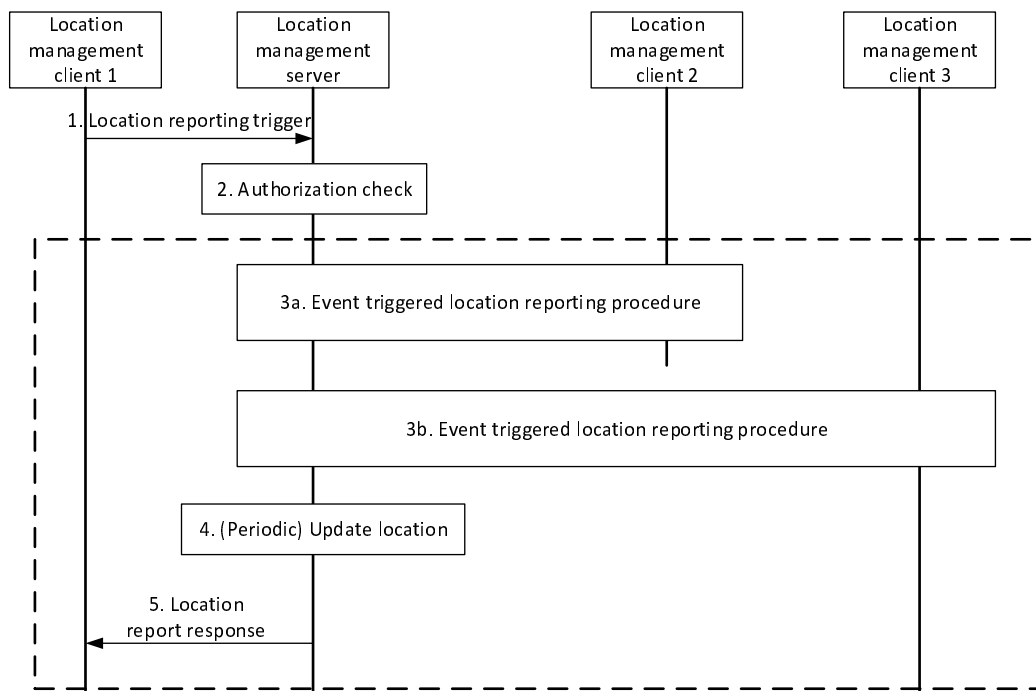 Location
management
client 1
Location
management
server
Location
management
client 2
Location
management
client 3
1. Location reporting trigger
2. Authorization check
3a. Event triggered location reporting procedure
3b. Event triggered location reporting procedure
4. (Periodic) Update location
5. Location
report response